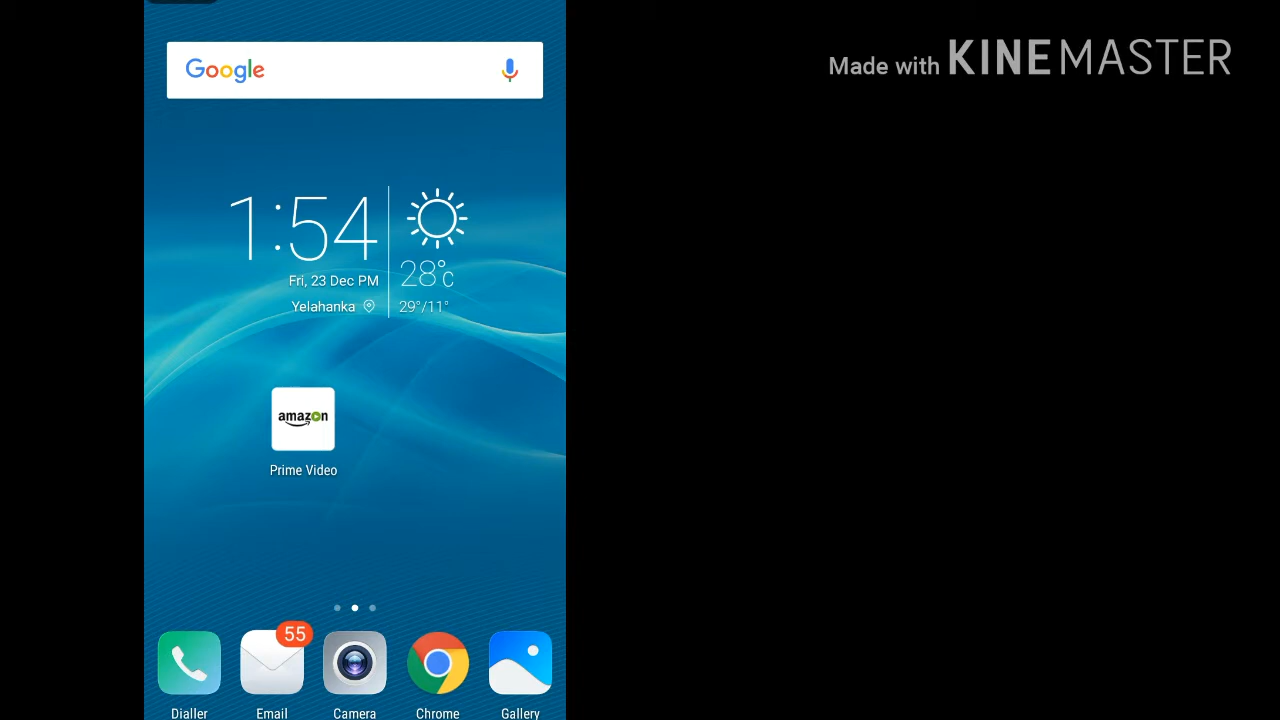 Made with KINEMASTER
Google
1:54
Fri, 23 Dec PM
Yelahanka
28°c
29°/11°
amazon
Prime Video
55
Dialler
Email
Camera
Chrome
Gallery